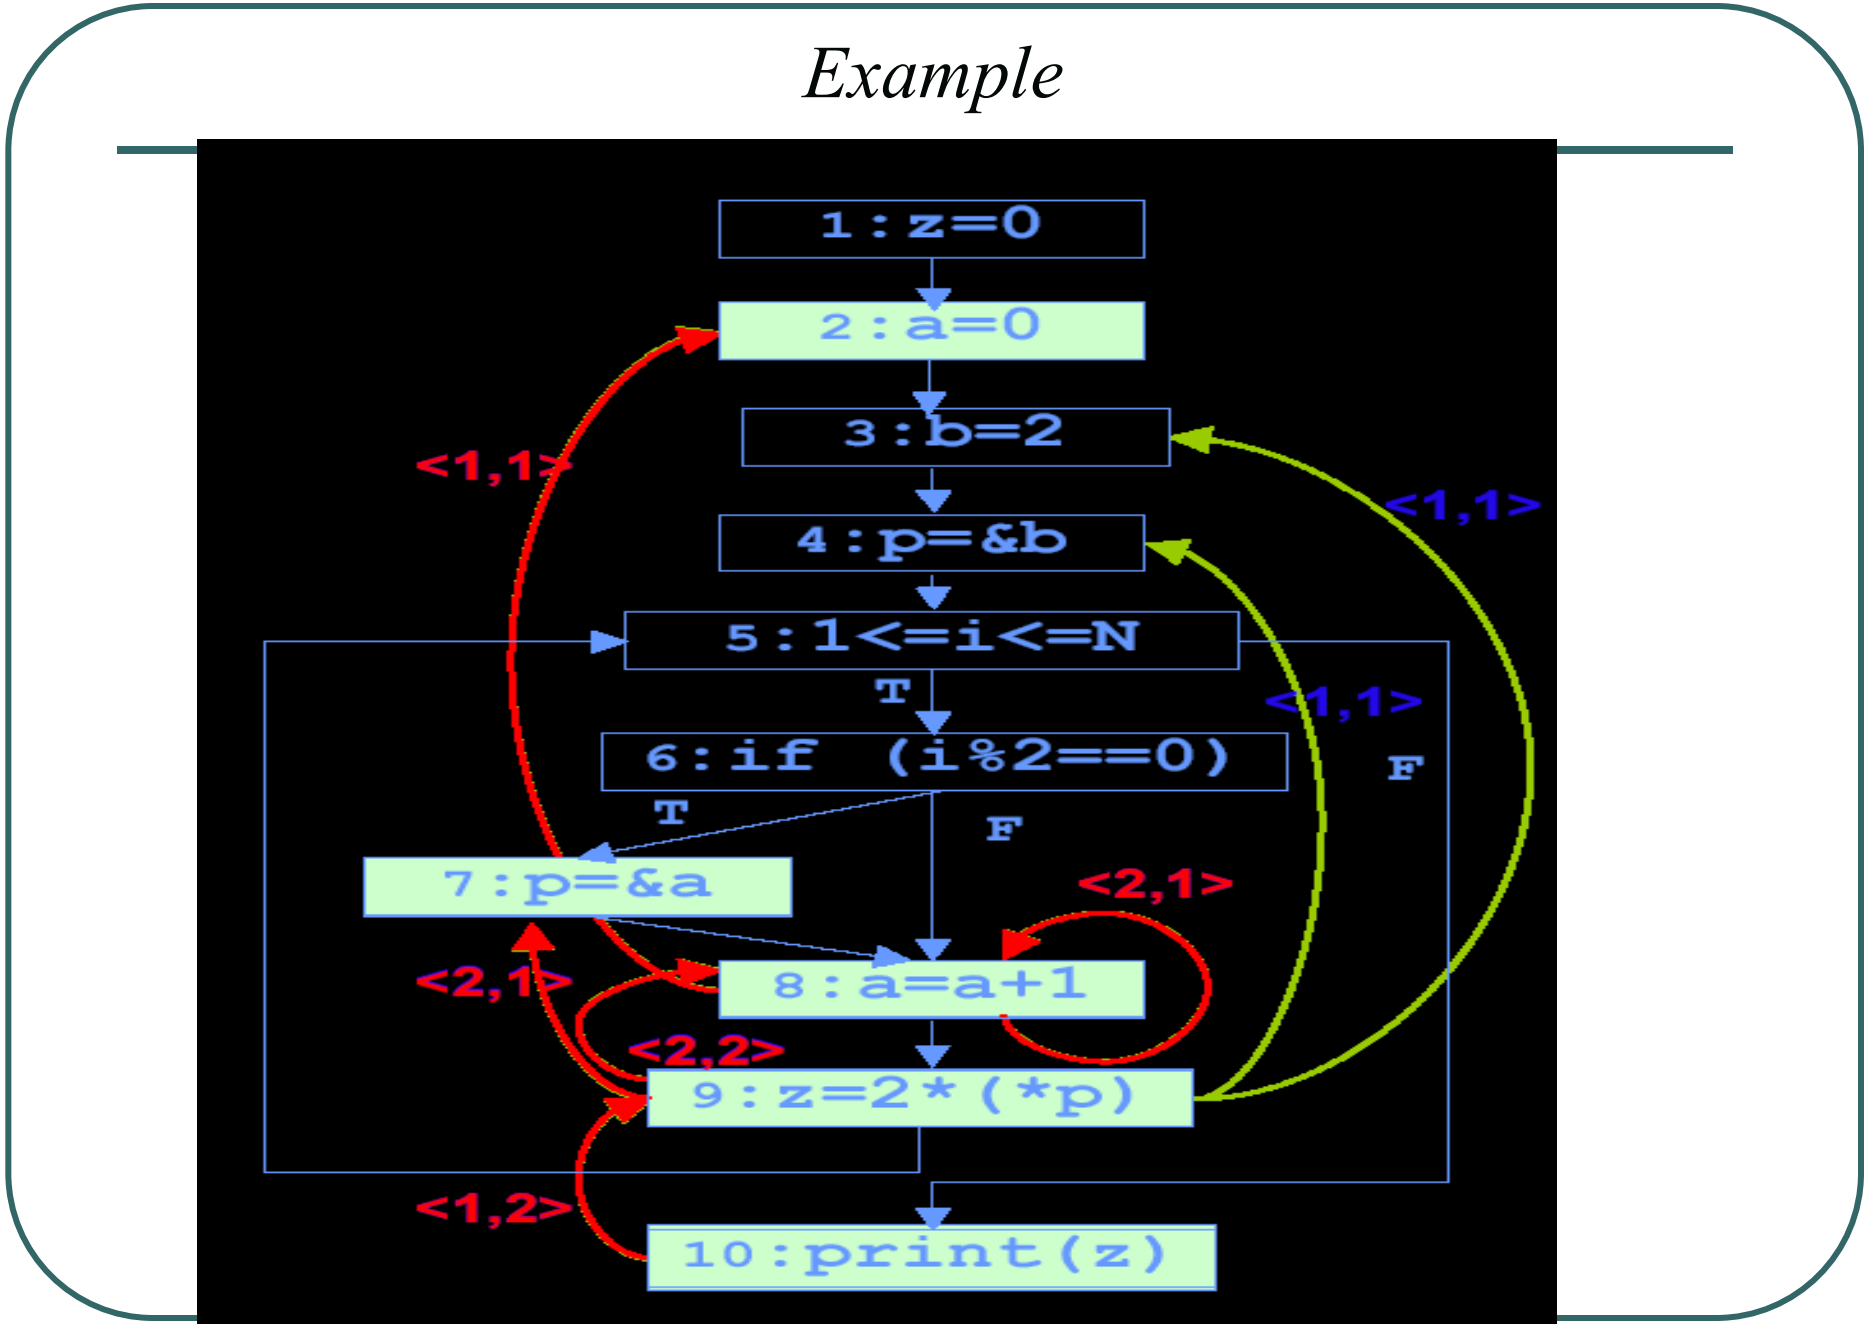 Example
1:z=0
2:a=0
3:b=2
<1,1>
<1,1>
4:p=&b
5:1<=i<=N
T
<1,1>
6:if (i%2==0)
F
T
F
7:p=&a
<2,1>
<2,1>
8:a=a+1
<2,2>
9:z=2*(*p)
<1,2>
10:print(z)